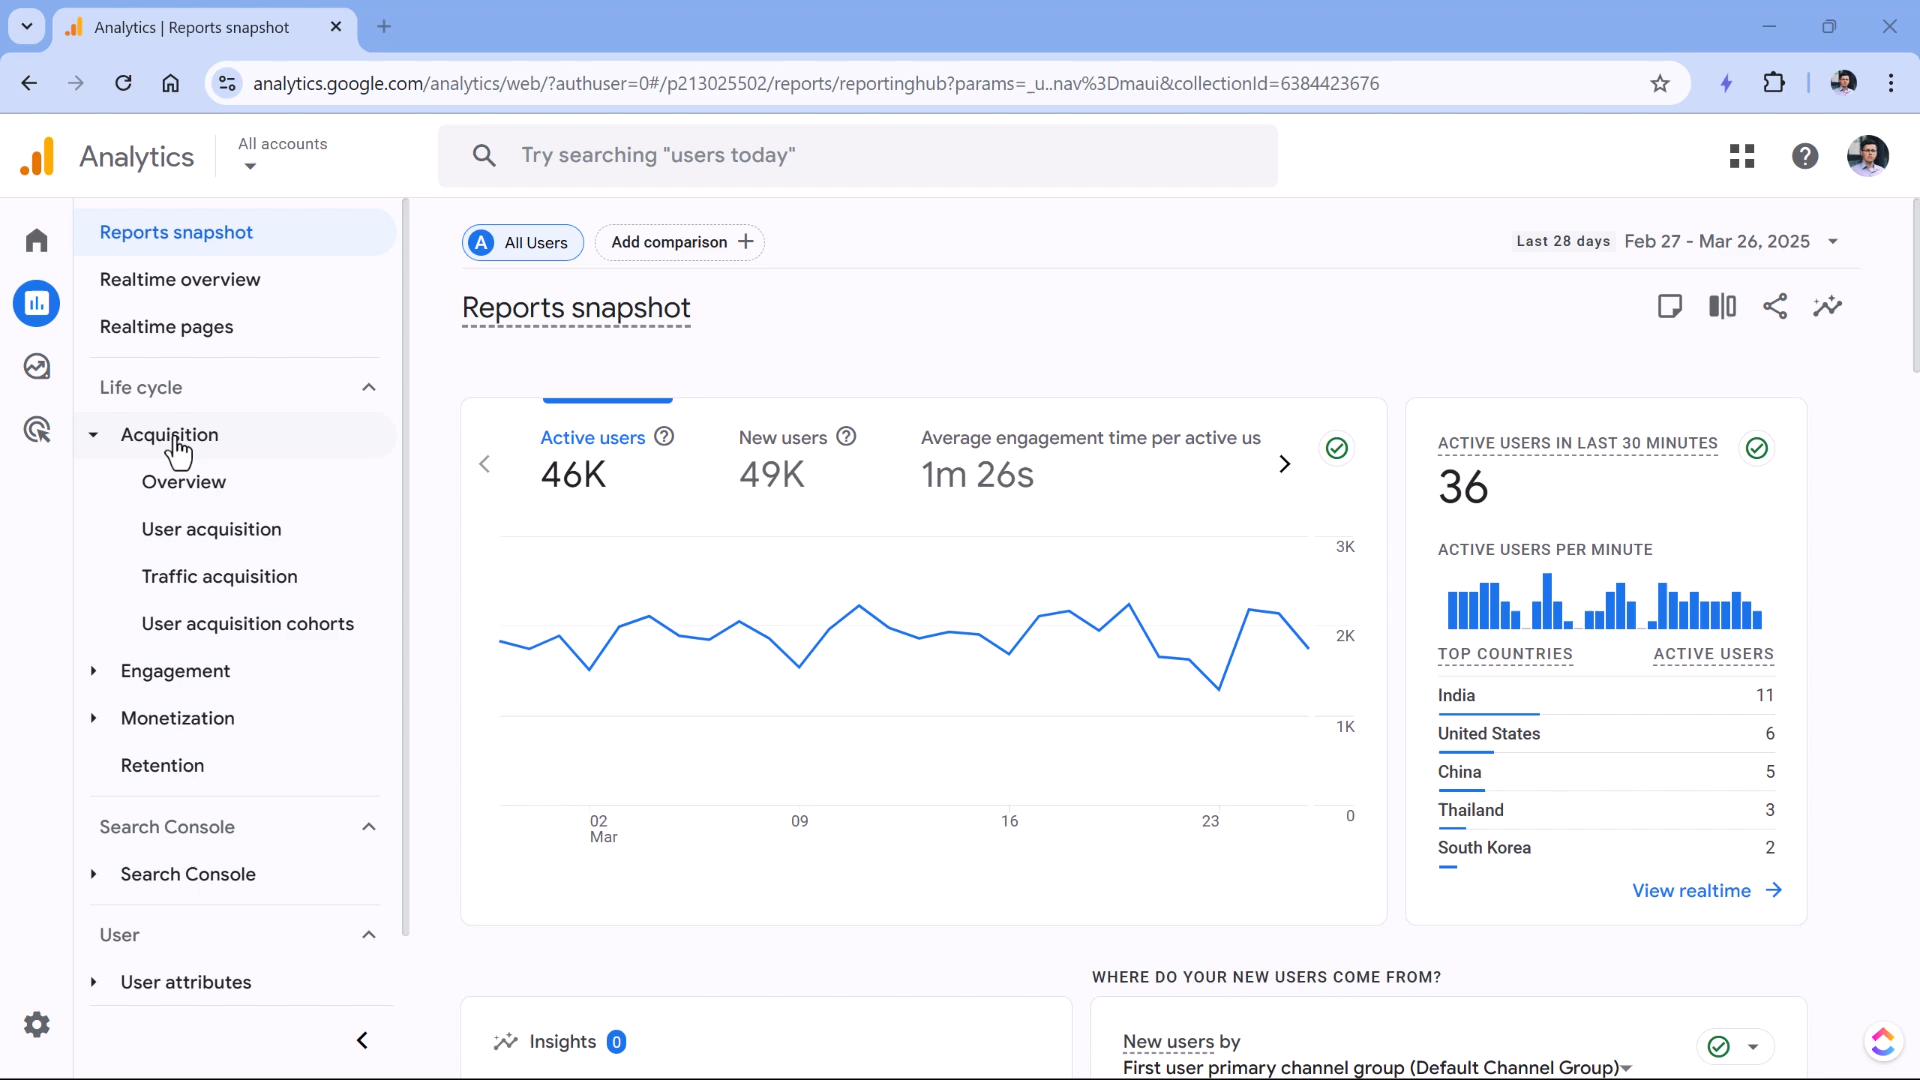 Analytics | Reports snapshot
analytics.google.com/analytics/web/?authuser=0#/p213025502/reports/reportinghub?params=_u..nav%3Dmaui&collectionId=6384423676
Analytics
All accounts
Try searching "users today"
Reports snapshot
Realtime overview
Realtime pages
Life cycle
Acquisition
Overview
User acquisition
Traffic acquisition
User acquisition cohorts
Engagement
Monetization
Retention
Search Console
Search Console
User
User attributes
A All Users
Add comparison +
Last 28 days Feb 27 - Mar 26, 2025
Reports snapshot
Active users
46K
New users
49K
Average engagement time per active us
1m 26s
3K
2K
1K
0
02
Mar
09
16
23
ACTIVE USERS IN LAST 30 MINUTES
36
ACTIVE USERS PER MINUTE
TOP COUNTRIES ACTIVE USERS
India 11
United States 6
China 5
Thailand 3
South Korea 2
View realtime
Insights 0
WHERE DO YOUR NEW USERS COME FROM?
New users by
First user primary channel group (Default Channel Group)